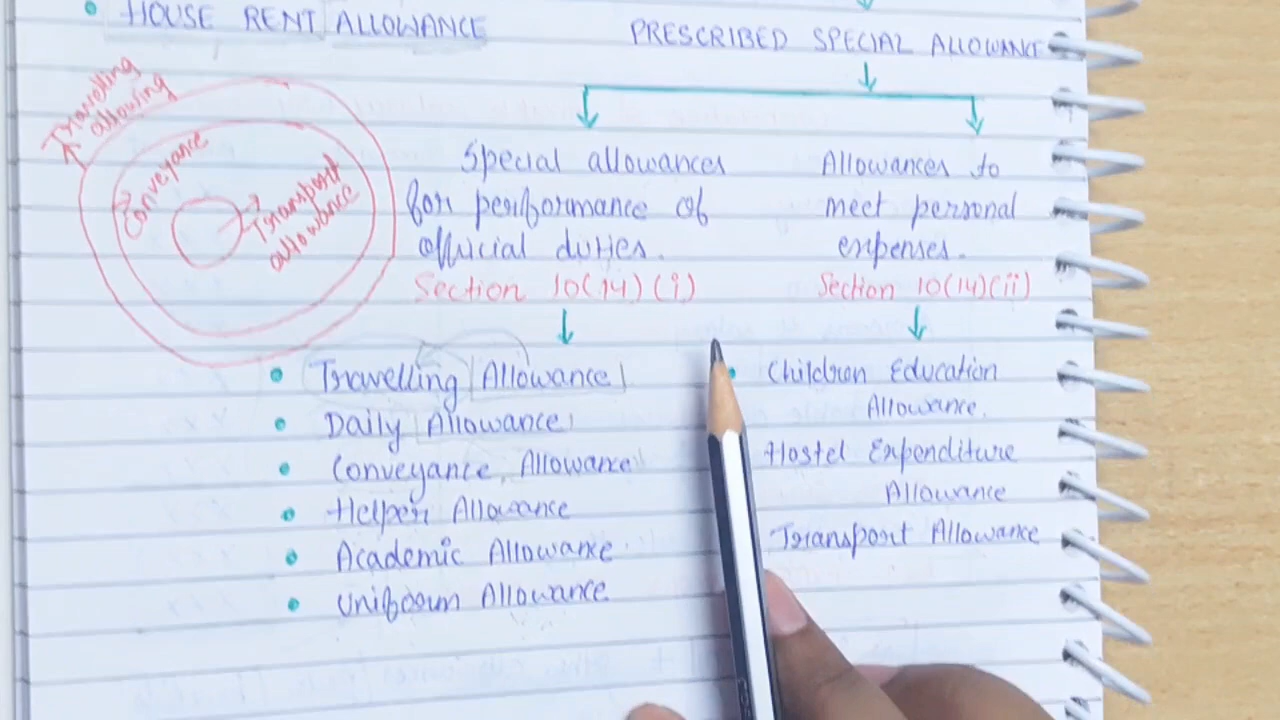 HOUSE RENT ALLOWANCE
PRESCRIBED SPECIAL ALLOWANCE
Travelling
allowing
Conveyance
Transport
allowance
Special allowances
for performance of
official duties.
Section 10(14)(i)
Allowances to
meet personal
expenses.
Section 10(14)(ii)
Travelling Allowance
Daily Allowance
Conveyance Allowance
Helper Allowance
Academic Allowance
Uniform Allowance
Children Education
Allowance.
Hostel Expenditure
Allowance
Transport Allowance